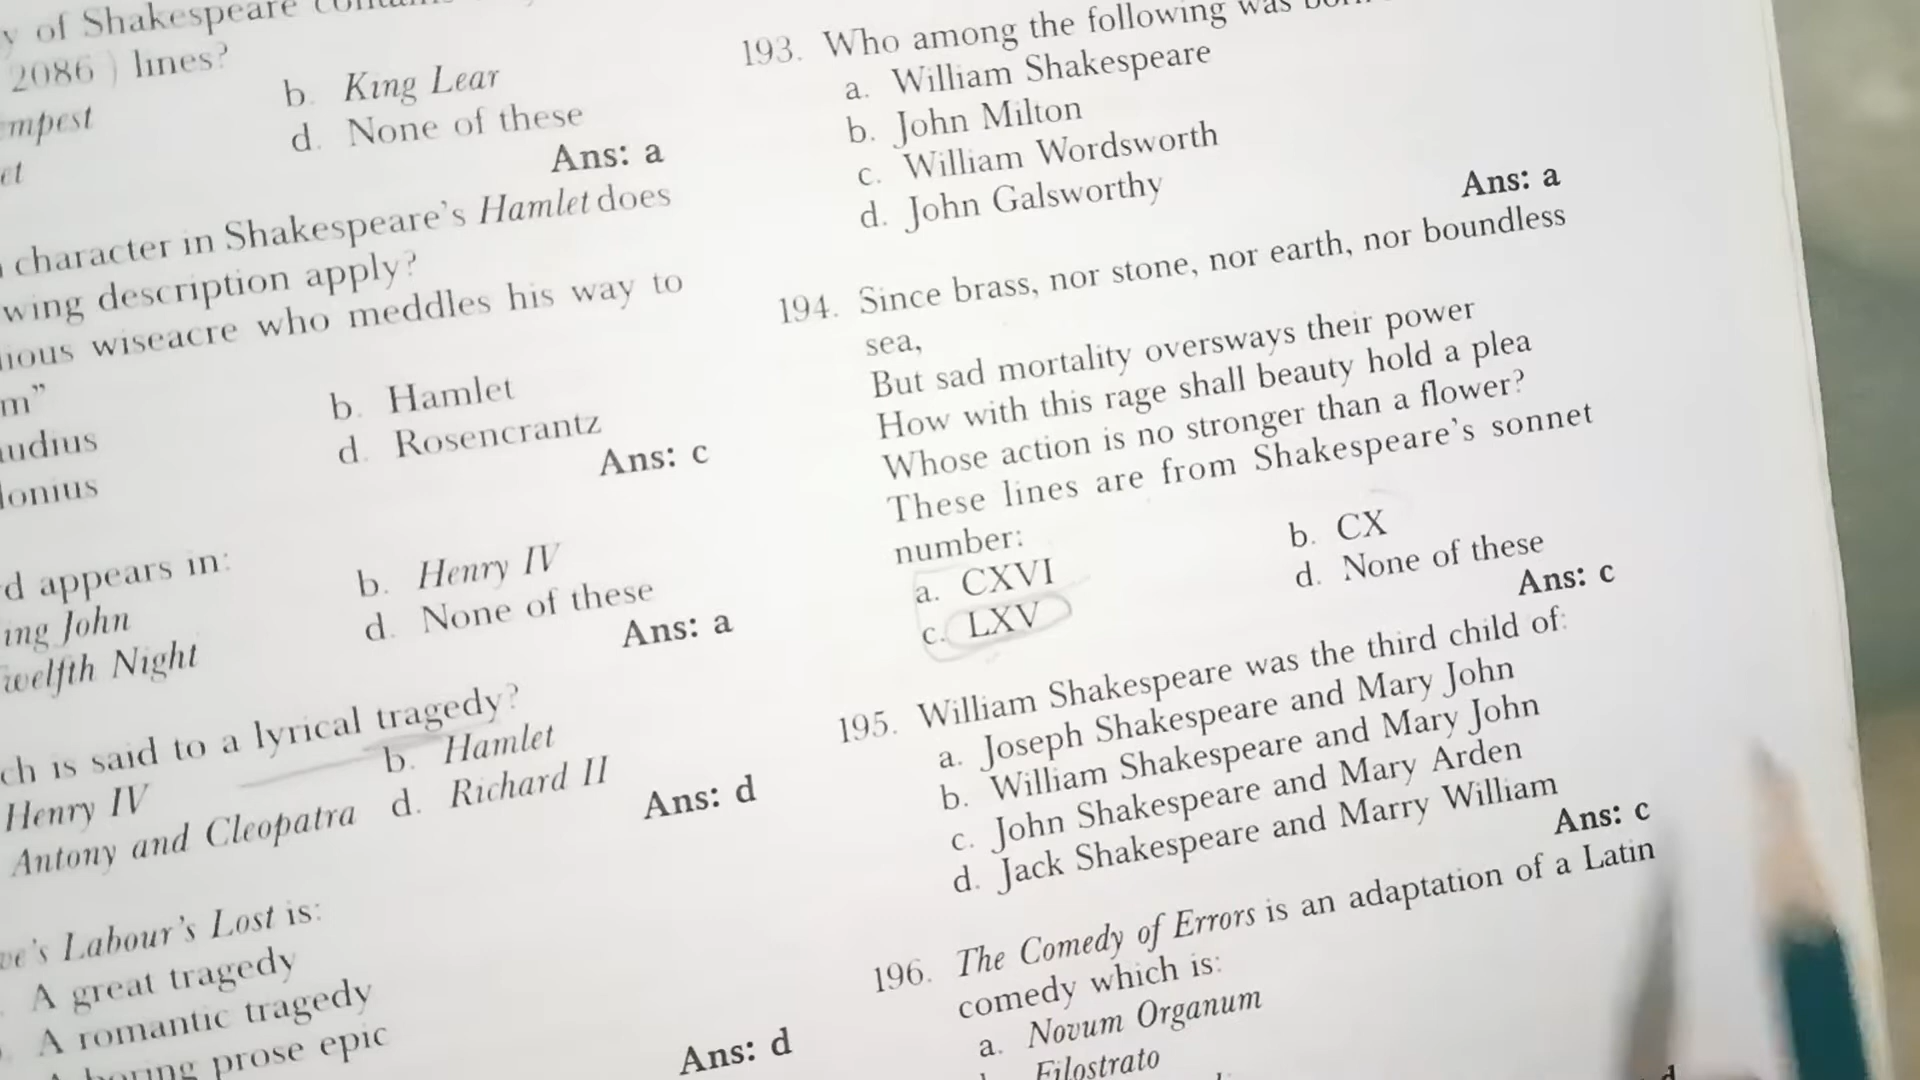 y of Shakespeare
2086 ) lines?
mpest
b. King Lear
et
d. None of these
Ans: a
character in Shakespeare's Hamlet does
wing description apply?
ious wiseacre who meddles his way to
m"
udius
b. Hamlet
lonius
d. Rosencrantz
Ans: c
d appears in:
ing John
b. Henry IV
welfth Night
d. None of these
Ans: a
ch is said to a lyrical tragedy?
Henry IV
b. Hamlet
Antony and Cleopatra
d. Richard II
Ans: d
ve's Labour's Lost is:
A great tragedy
A romantic tragedy
boring prose epic
Ans: d
193. Who among the following was
a. William Shakespeare
b. John Milton
c. William Wordsworth
d. John Galsworthy
Ans: a
194. Since brass, nor stone, nor earth, nor boundless
sea,
But sad mortality oversways their power
How with this rage shall beauty hold a plea
Whose action is no stronger than a flower?
These lines are from Shakespeare's sonnet
number:
a. CXVI
b. CX
c. LXV
d. None of these
Ans: c
195. William Shakespeare was the third child of:
a. Joseph Shakespeare and Mary John
b. William Shakespeare and Mary John
c. John Shakespeare and Mary Arden
d. Jack Shakespeare and Marry William
Ans: c
196. The Comedy of Errors is an adaptation of a Latin
comedy which is:
a. Novum Organum
Filostrato